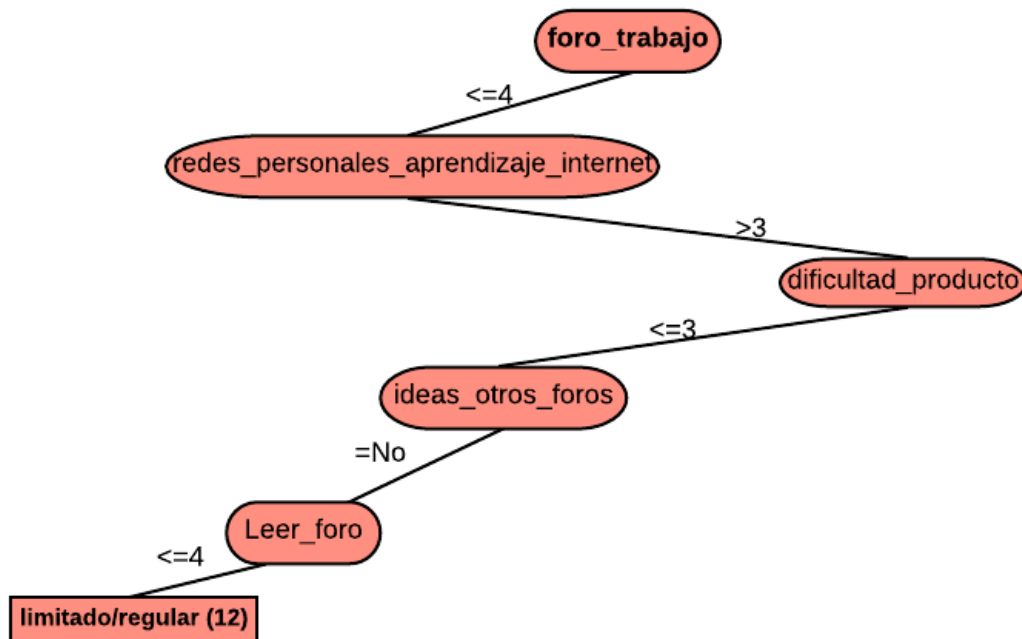 foro_trabajo
<=4
redes_personales_aprendizaje_internet
>3
dificultad_producto
<=3
ideas_otros_foros
=No
Leer_foro
<=4
limitado/regular (12)